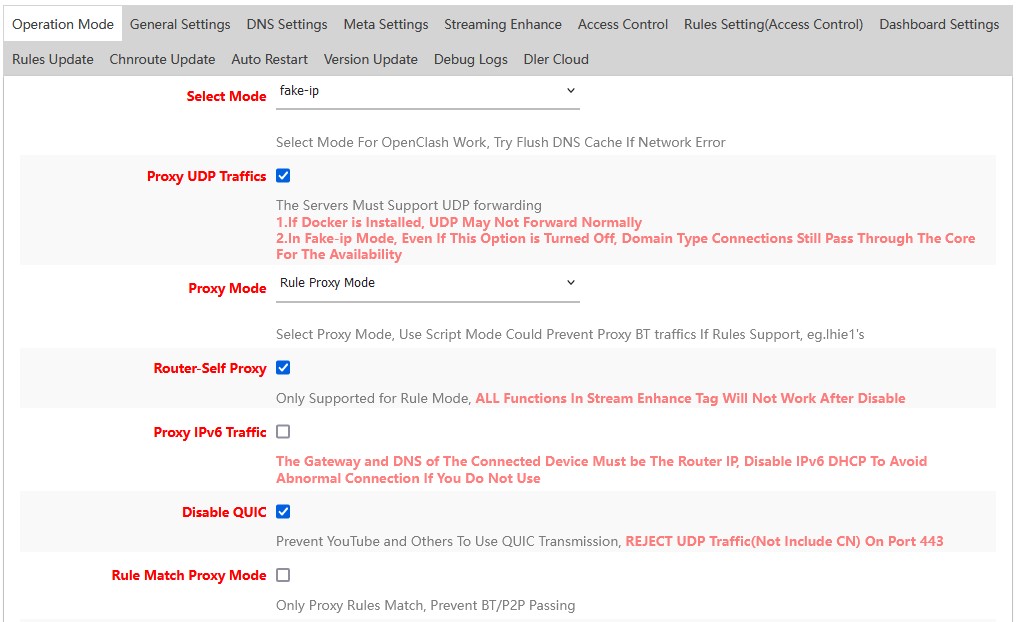 Operation Mode General Settings DNS Settings Meta Settings Streaming Enhance Access Control Rules Setting(Access Control) Dashboard Settings
Rules Update Chnroute Update Auto Restart Version Update Debug Logs Dler Cloud
Select Mode fake-ip
Select Mode For OpenClash Work, Try Flush DNS Cache If Network Error
Proxy UDP Traffics
The Servers Must Support UDP forwarding
1.If Docker is Installed, UDP May Not Forward Normally
2.In Fake-ip Mode, Even If This Option is Turned Off, Domain Type Connections Still Pass Through The Core
For The Availability
Proxy Mode Rule Proxy Mode
Select Proxy Mode, Use Script Mode Could Prevent Proxy BT traffics If Rules Support, eg.lhie1's
Router-Self Proxy
Only Supported for Rule Mode, ALL Functions In Stream Enhance Tag Will Not Work After Disable
Proxy IPv6 Traffic
The Gateway and DNS of The Connected Device Must be The Router IP, Disable IPv6 DHCP To Avoid
Abnormal Connection If You Do Not Use
Disable QUIC
Prevent YouTube and Others To Use QUIC Transmission, REJECT UDP Traffic(Not Include CN) On Port 443
Rule Match Proxy Mode
Only Proxy Rules Match, Prevent BT/P2P Passing